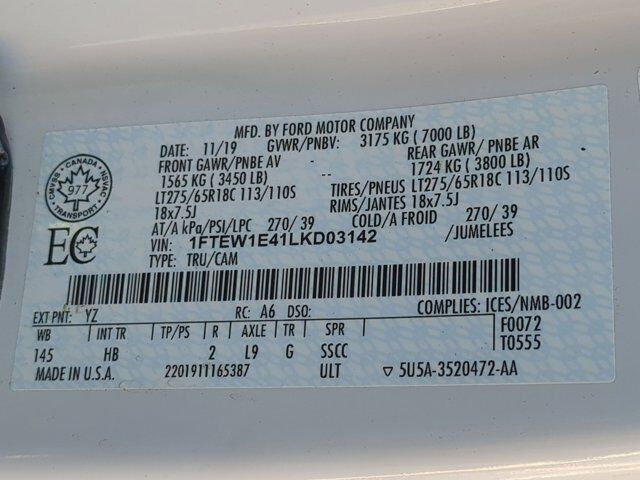 MFD. BY FORD MOTOR COMPANY
DATE: 11/19 GVWR/PNBV: 3175 KG ( 7000 LB)
FRONT GAWR/PNBE AV -- REAR GAWR/ PNBE AR
1565 KG ( 3450 LB) 1724 KG ( 3800 LB)
LT275/65R18C 113/110S TIRES/PNEUS LT275/65R18C 113/110S
18x7.5J RIMS/JANTES 18x7.5J
AT/A kPa/PSI/LPC 270/ 39 COLD/A FROID 270/ 39
VIN: 1FTEW1E41LKD03142 -- /JUMELEES
TYPE: TRU/CAM
CANADA
CMVSS NSVAC
977
TRANSPORT
EC
EXT PNT: YZ RC: A6 DSO: COMPLIES: ICES/NMB-002
WB INT TR TP/PS R AXLE TR SPR F0072
T0555
145 HB 2 L9 G SSCC
MADE IN U.S.A. 2201911165387 ULT ▽ 5U5A-3520472-AA